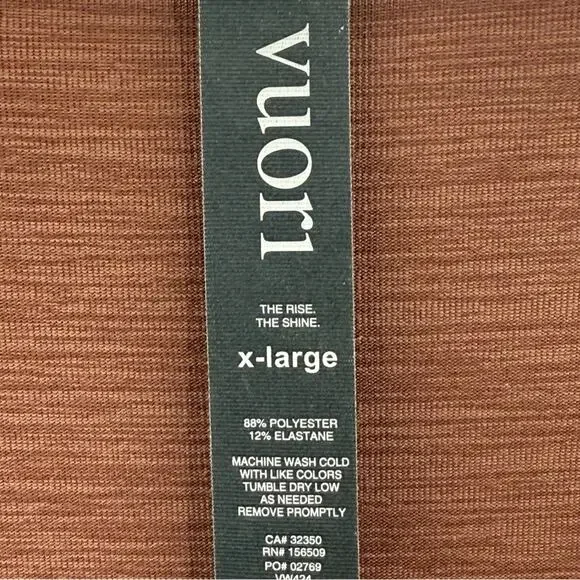 vuori
THE RISE.
THE SHINE.
x-large
88% POLYESTER
12% ELASTANE
MACHINE WASH COLD
WITH LIKE COLORS
TUMBLE DRY LOW
AS NEEDED
REMOVE PROMPTLY
CA# 32350
RN# 156509
PO# 02769
VW424